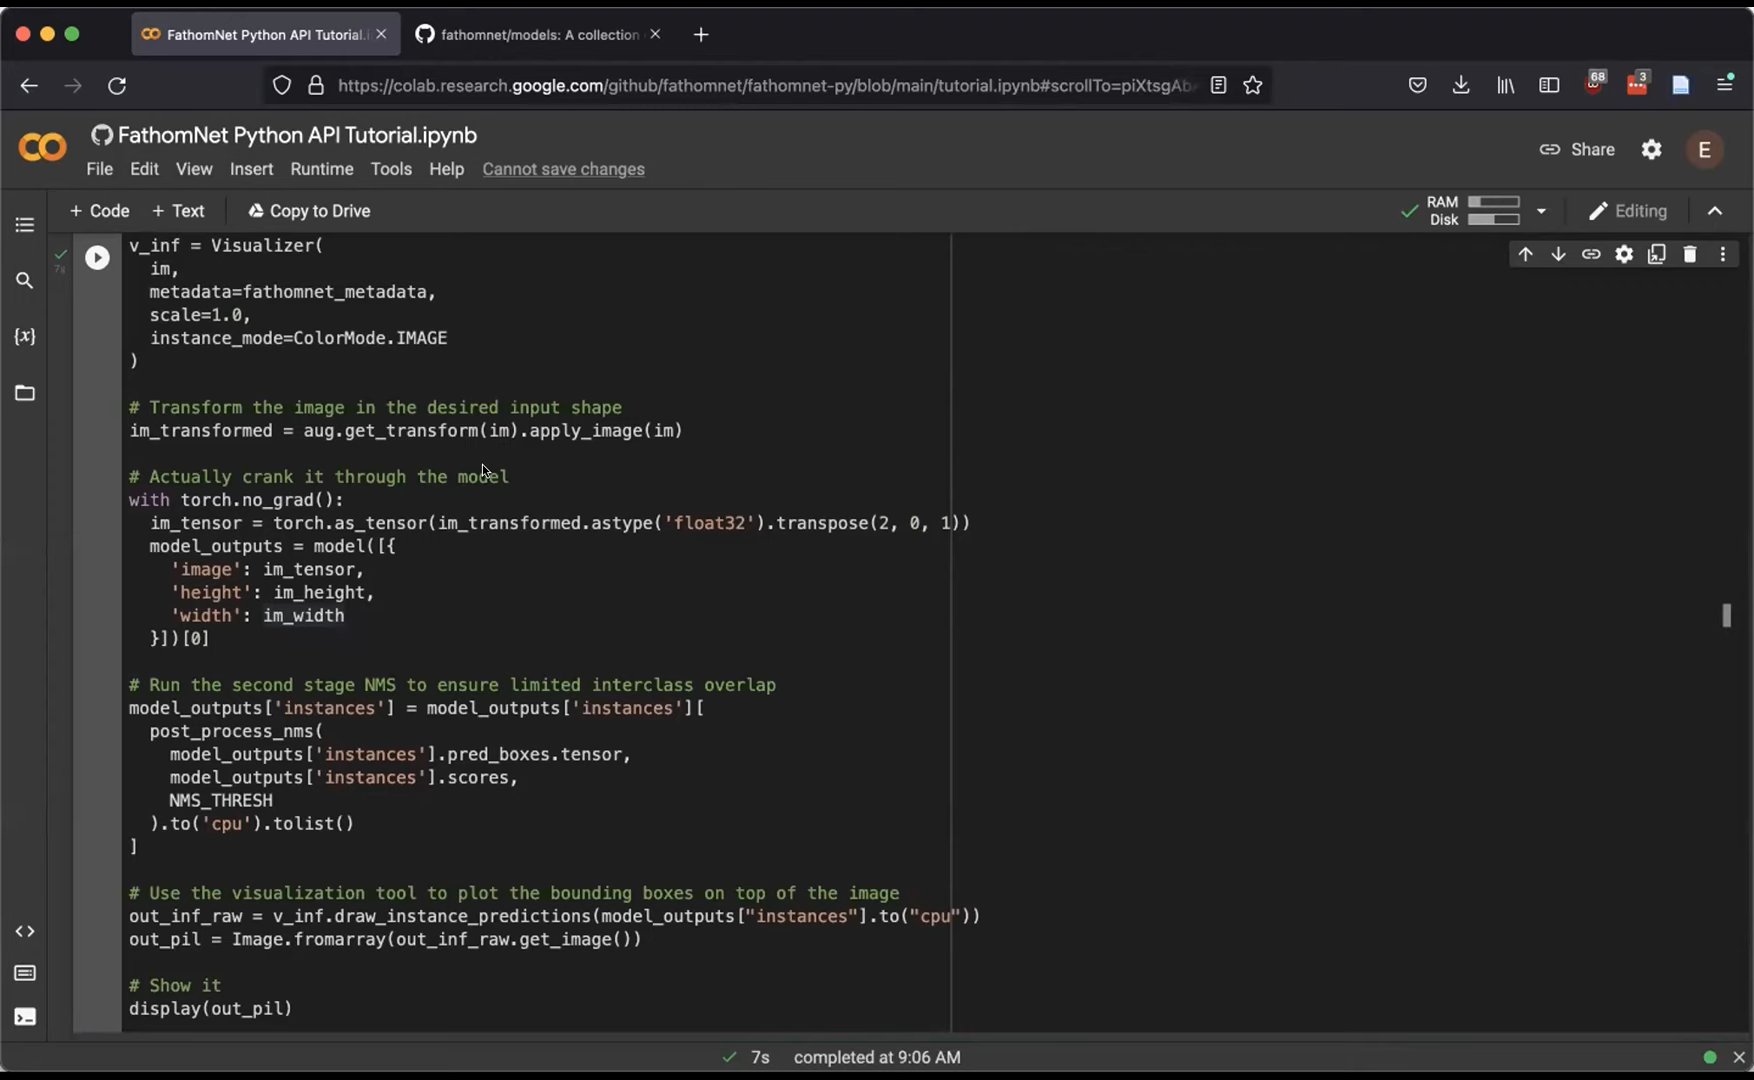 FathomNet Python API Tutorial.i
fathomnet/models: A collection
https://colab.research.google.com/github/fathomnet/fathomnet-py/blob/main/tutorial.ipynb#scrollTo=piXtsgAb
68
3
FathomNet Python API Tutorial.ipynb
Share
E
File Edit View Insert Runtime Tools Help Cannot save changes
+ Code + Text Copy to Drive
RAM
Disk
Editing
{x}
7s
v_inf = Visualizer(
im,
metadata=fathomnet_metadata,
scale=1.0,
instance_mode=ColorMode.IMAGE
)
# Transform the image in the desired input shape
im_transformed = aug.get_transform(im).apply_image(im)
# Actually crank it through the model
with torch.no_grad():
im_tensor = torch.as_tensor(im_transformed.astype('float32').transpose(2, 0, 1))
model_outputs = model([{
'image': im_tensor,
'height': im_height,
'width': im_width
}])[0]
# Run the second stage NMS to ensure limited interclass overlap
model_outputs['instances'] = model_outputs['instances'][
post_process_nms(
model_outputs['instances'].pred_boxes.tensor,
model_outputs['instances'].scores,
NMS_THRESH
).to('cpu').tolist()
]
# Use the visualization tool to plot the bounding boxes on top of the image
out_inf_raw = v_inf.draw_instance_predictions(model_outputs["instances"].to("cpu"))
out_pil = Image.fromarray(out_inf_raw.get_image())
# Show it
display(out_pil)
7s completed at 9:06 AM